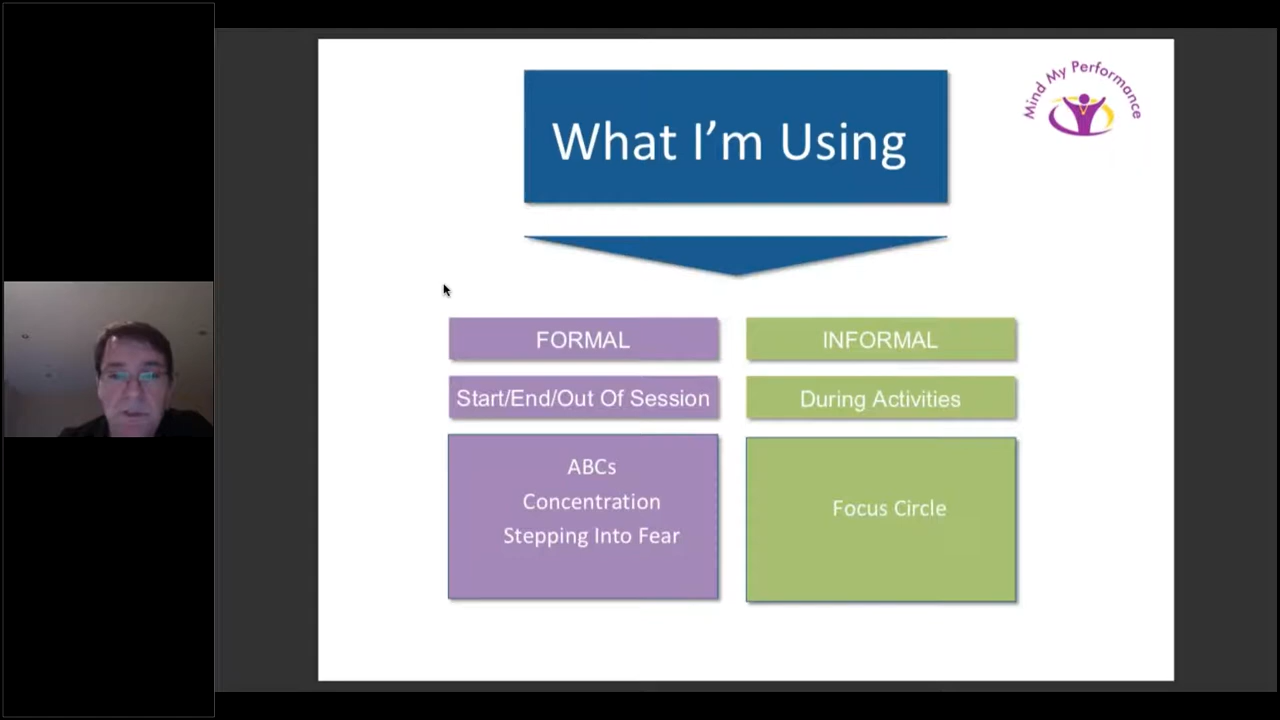 What I'm Using
Mind My Performance
FORMAL
INFORMAL
Start/End/Out Of Session
During Activities
ABCs
Concentration
Stepping Into Fear
Focus Circle